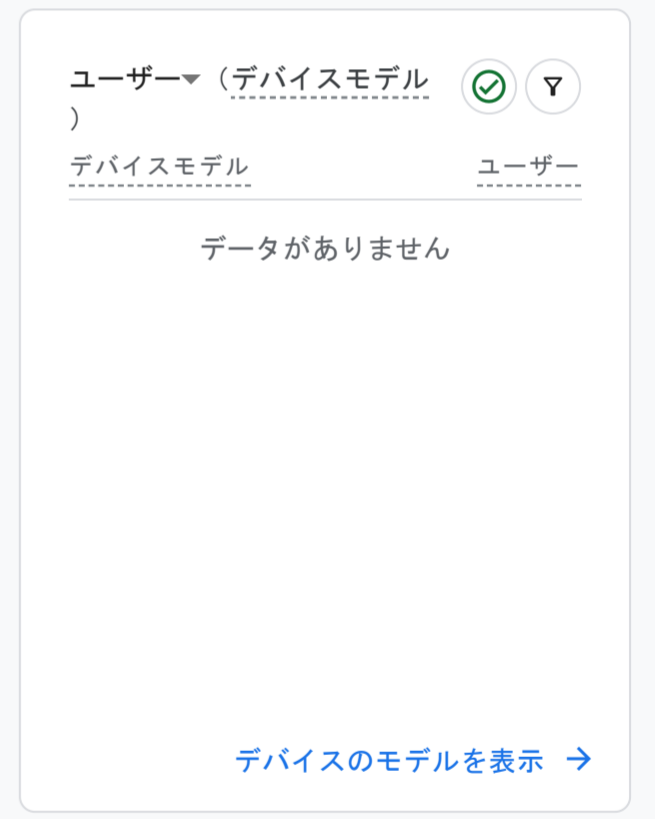 ユーザー（デバイスモデル
）
デバイスモデル ユーザー
データがありません
デバイスのモデルを表示